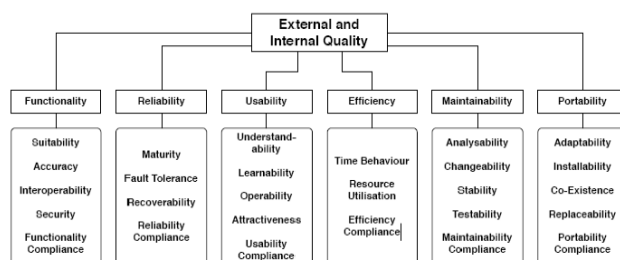 External and
Internal Quality
Functionality
Reliability
Usability
Efficiency
Maintainability
Portability
Suitability
Accuracy
Interoperability
Security
Functionality
Compliance
Maturity
Fault Tolerance
Recoverability
Reliability
Compliance
Understand-
ability
Learnability
Operability
Attractiveness
Usability
Compliance
Time Behaviour
Resource
Utilisation
Efficiency
Compliance
Analysability
Changeability
Stability
Testability
Maintainability
Compliance
Adaptability
Installability
Co-Existence
Replaceability
Portability
Compliance